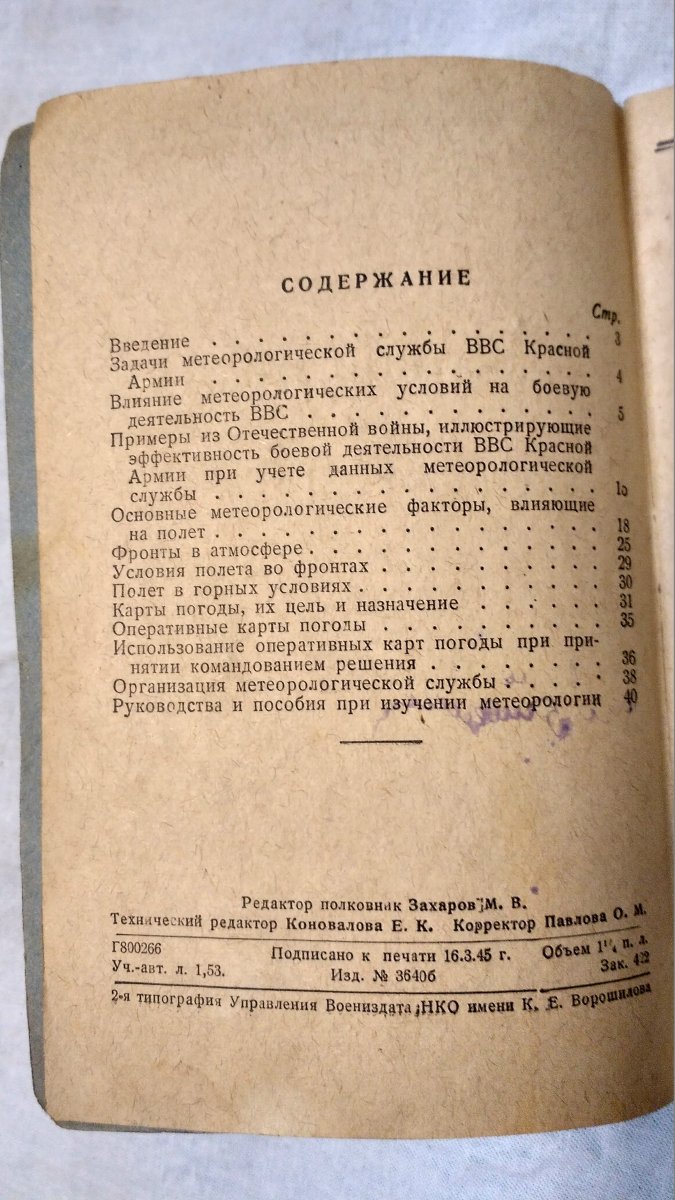 СОДЕРЖАНИЕ
Стр.
Введение . . . . . . . . . . . . . . . . . 3
Задачи метеорологической службы ВВС Красной
Армии . . . . . . . . . . . . . . . . 4
Влияние метеорологических условий на боевую
деятельность ВВС . . . . . . . . . . . . . 5
Примеры из Отечественной войны, иллюстрирующие
эффективность боевой деятельности ВВС Красной
Армии при учете данных метеорологической
службы . . . . . . . . . . . . . . . 1о
Основные метеорологические факторы, влияющие
на полет . . . . . . . . . . . . . . . 18
Фронты в атмосфере . . . . . . . . . . . . 25
Условия полета во фронтах . . . . . . . . . 29
Полет в горных условиях . . . . . . . . . . 30
Карты погоды, их цель и назначение . . . . . . 31
Оперативные карты погоды . . . . . . . . . 35
Использование оперативных карт погоды при при-
нятии командованием решения . . . . . . . . 36
Организация метеорологической службы . . . . . 38
Руководства и пособия при изучении метеорологии 40
Редактор полковник Захаров М. В.
Технический редактор Коновалова Е. К. Корректор Павлова О. М.
Г800266 Подписано к печати 16.3.45 г. Объем 1¹/₄ п. л.
Уч.-авт. л. 1,53. Изд. № 3640б Зак. 422
2-я типография Управления Воениздата НКО имени К. Е. Ворошилова